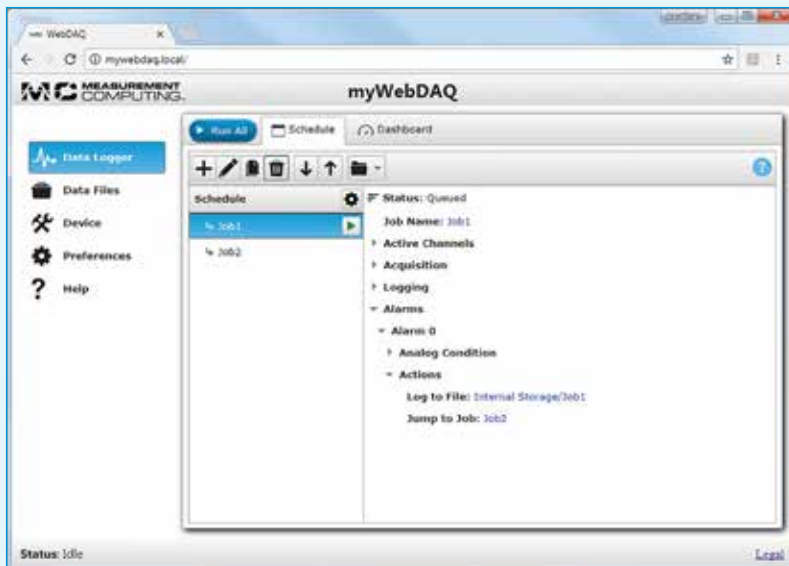 WebDAQ
mywebdaq.local/
MEASUREMENT
COMPUTING.
myWebDAQ
Run All
Schedule
Dashboard
Data Logger
Data Files
Device
Preferences
Help
Schedule
Job1
Job2
Status: Queued
Job Name: Job1
Active Channels
Acquisition
Logging
Alarms
Alarm 0
Analog Condition
Actions
Log to File: Internal Storage/Job1
Jump to Job: Job2
Status: Idle
Legal